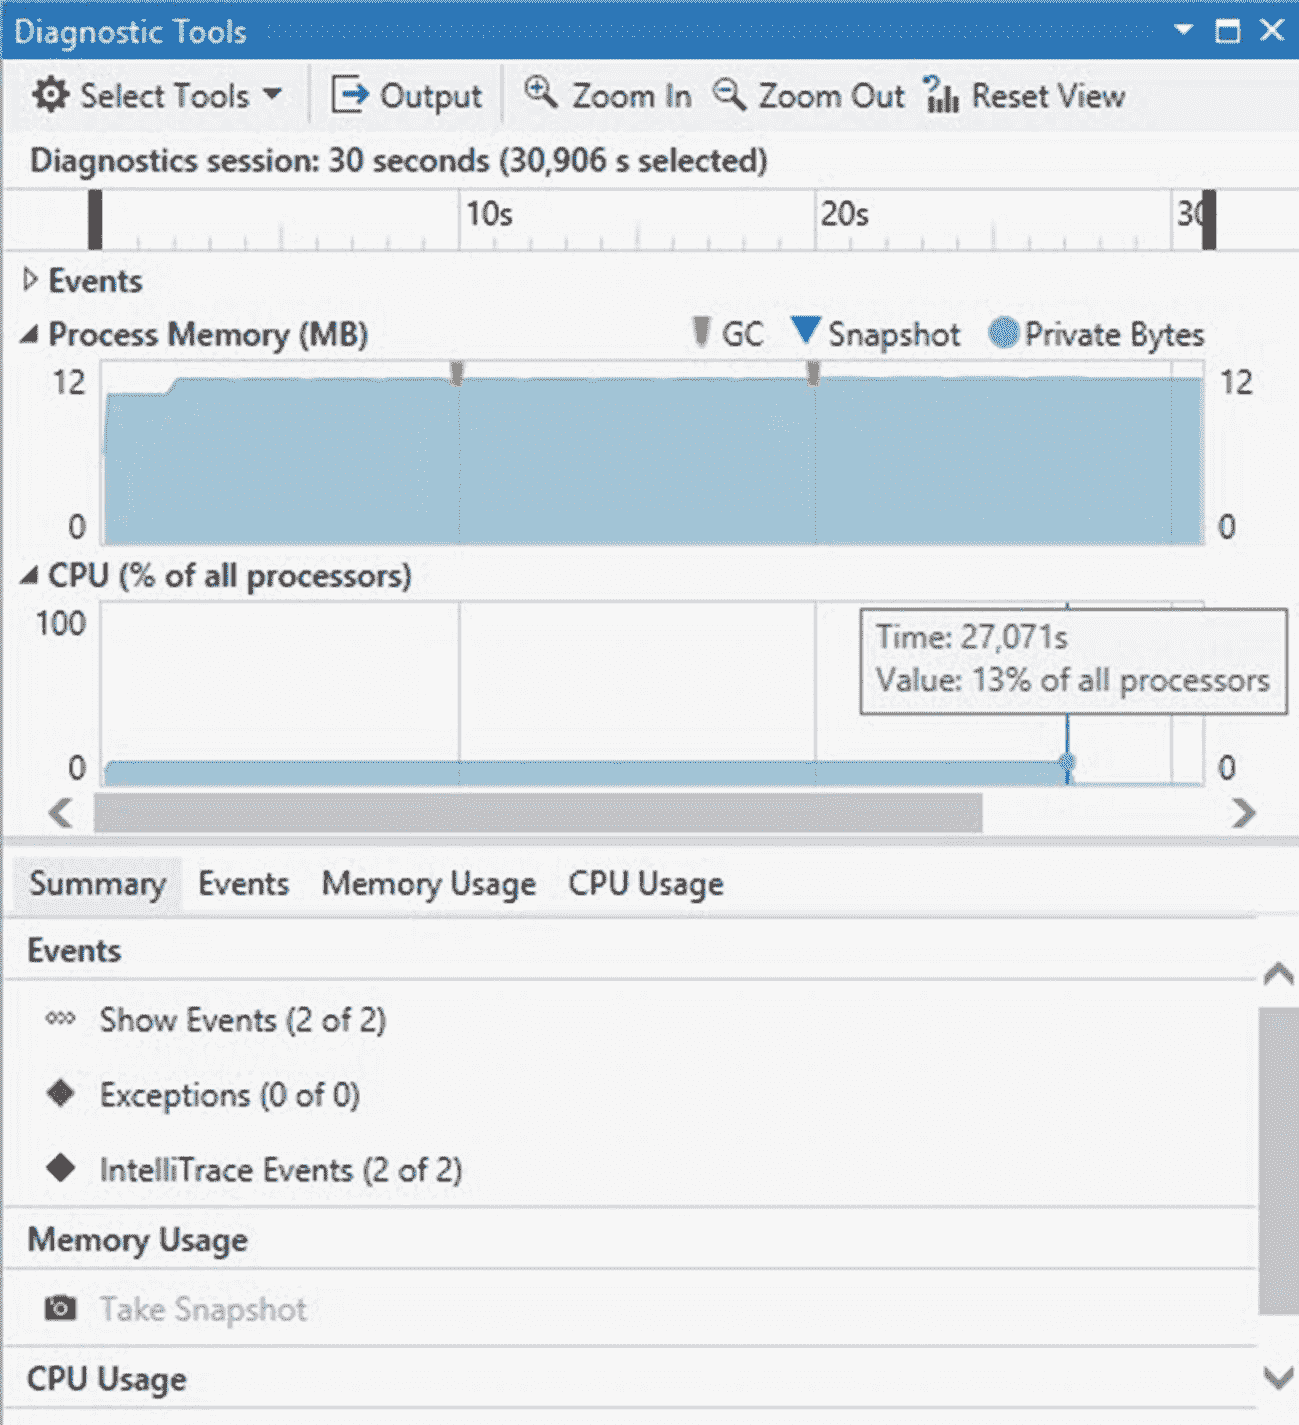 Diagnostic Tools
Select Tools Output Zoom In Zoom Out Reset View
Diagnostics session: 30 seconds (30,906 s selected)
10s 20s 30
Events
Process Memory (MB) GC Snapshot Private Bytes
12 12
0 0
CPU (% of all processors)
100
Time: 27,071s
Value: 13% of all processors
0 0
Summary Events Memory Usage CPU Usage
Events
Show Events (2 of 2)
Exceptions (0 of 0)
IntelliTrace Events (2 of 2)
Memory Usage
Take Snapshot
CPU Usage